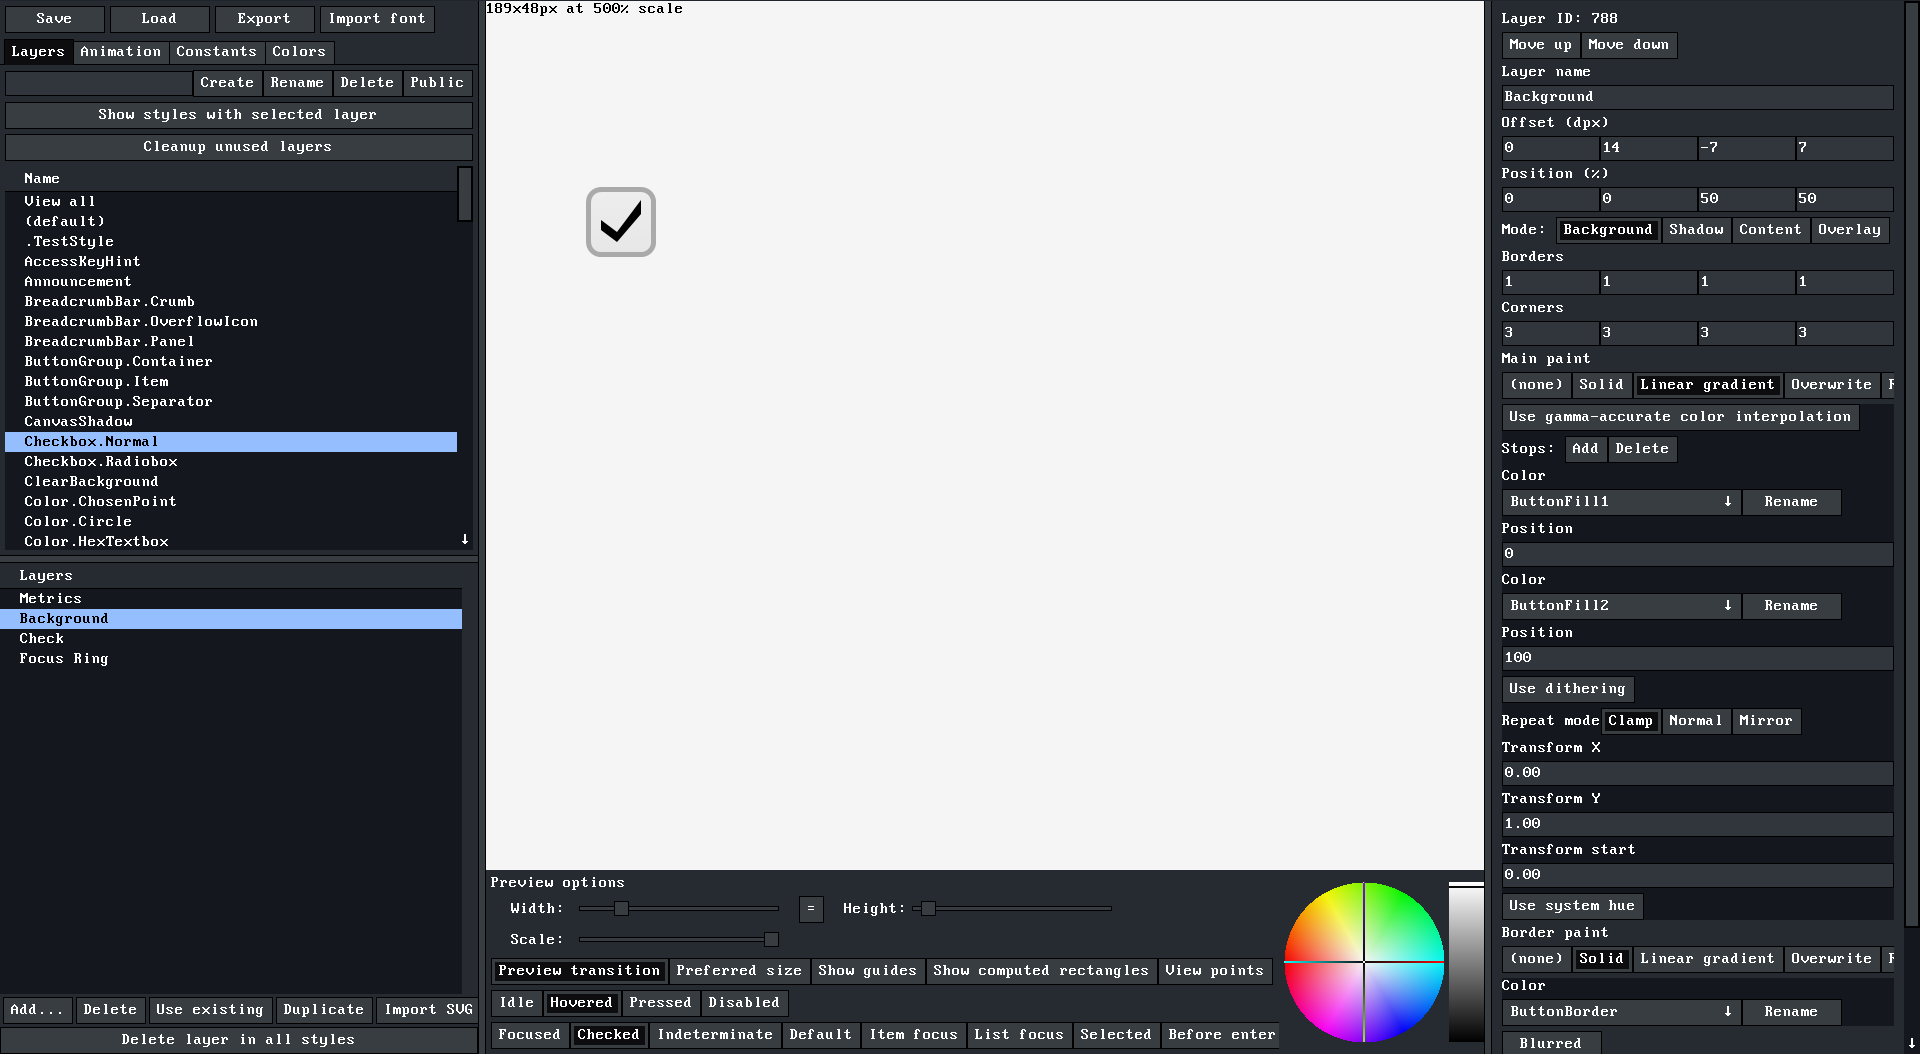 Save Load Export Import font
Layers Animation Constants Colors
Create Rename Delete Public
Show styles with selected layer
Cleanup unused layers
Name
View all
(default)
.TestStyle
AccessKeyHint
Announcement
BreadcrumbBar.Crumb
BreadcrumbBar.OverflowIcon
BreadcrumbBar.Panel
ButtonGroup.Container
ButtonGroup.Item
ButtonGroup.Separator
CanvasShadow
Checkbox.Normal
Checkbox.Radiobox
ClearBackground
Color.ChosenPoint
Color.Circle
Color.HexTextbox
Layers
Metrics
Background
Check
Focus Ring
Add... Delete Use existing Duplicate Import SVG
Delete layer in all styles
189x48px at 500% scale
Preview options
Width: = Height:
Scale:
Preview transition Preferred size Show guides Show computed rectangles View points
Idle Hovered Pressed Disabled
Focused Checked Indeterminate Default Item focus List focus Selected Before enter
Layer ID: 788
Move up Move down
Layer name
Background
Offset (dpx)
0 14 -7 7
Position (%)
0 0 50 50
Mode: Background Shadow Content Overlay
Borders
1 1 1 1
Corners
3 3 3 3
Main paint
(none) Solid Linear gradient Overwrite
Use gamma-accurate color interpolation
Stops: Add Delete
Color
ButtonFill1 ↓ Rename
Position
0
Color
ButtonFill2 ↓ Rename
Position
100
Use dithering
Repeat mode Clamp Normal Mirror
Transform X
0.00
Transform Y
1.00
Transform start
0.00
Use system hue
Border paint
(none) Solid Linear gradient Overwrite
Color
ButtonBorder ↓ Rename
Blurred